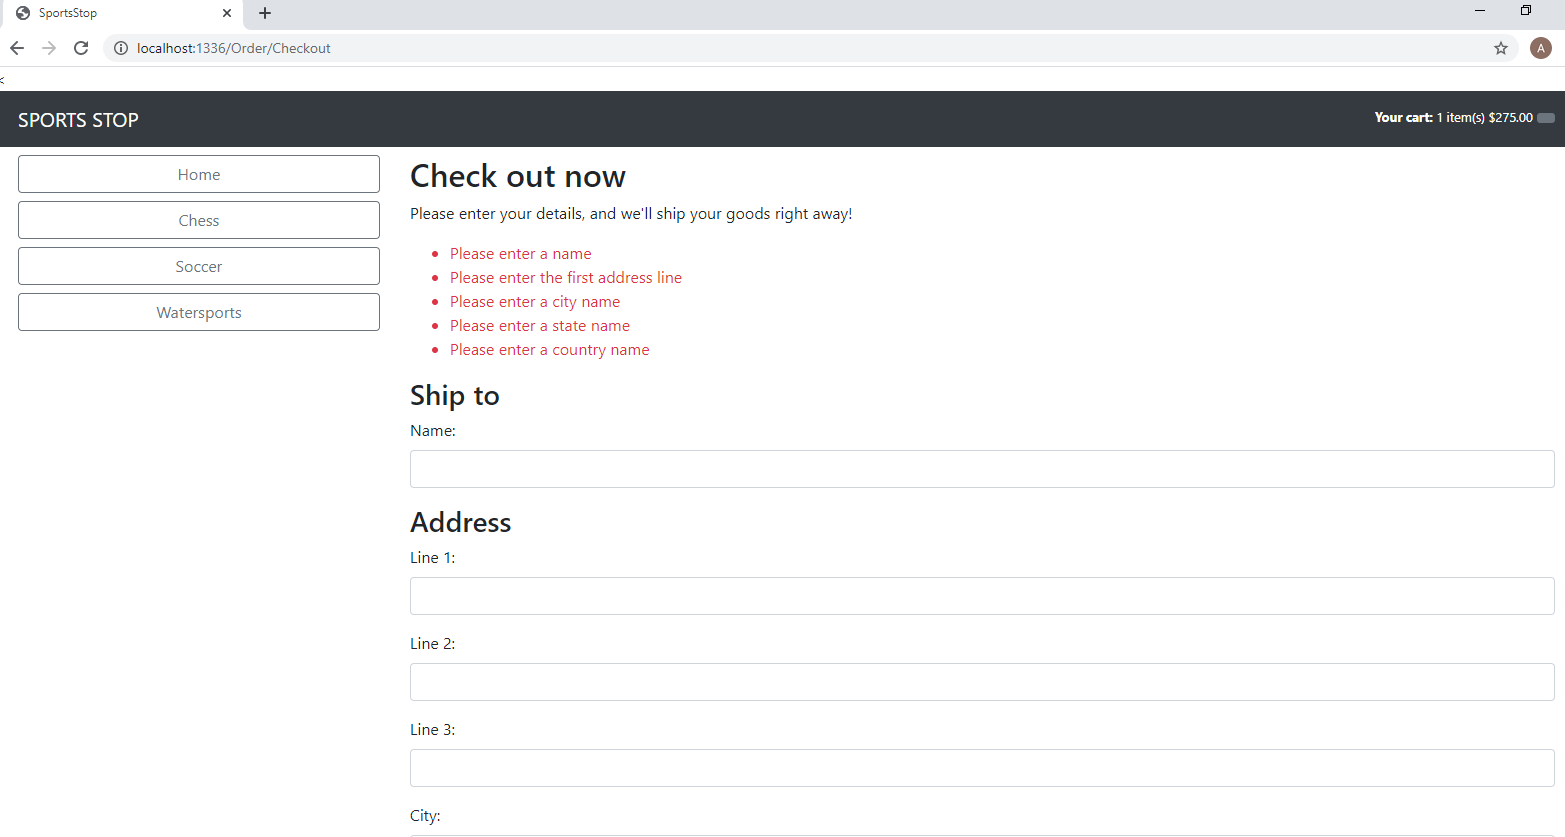 SportsStop
localhost:1336/Order/Checkout
A
<
SPORTS STOP
Your cart: 1 item(s) $275.00
Home
Chess
Soccer
Watersports
Check out now
Please enter your details, and we'll ship your goods right away!
Please enter a name
Please enter the first address line
Please enter a city name
Please enter a state name
Please enter a country name
Ship to
Name:
Address
Line 1:
Line 2:
Line 3:
City: